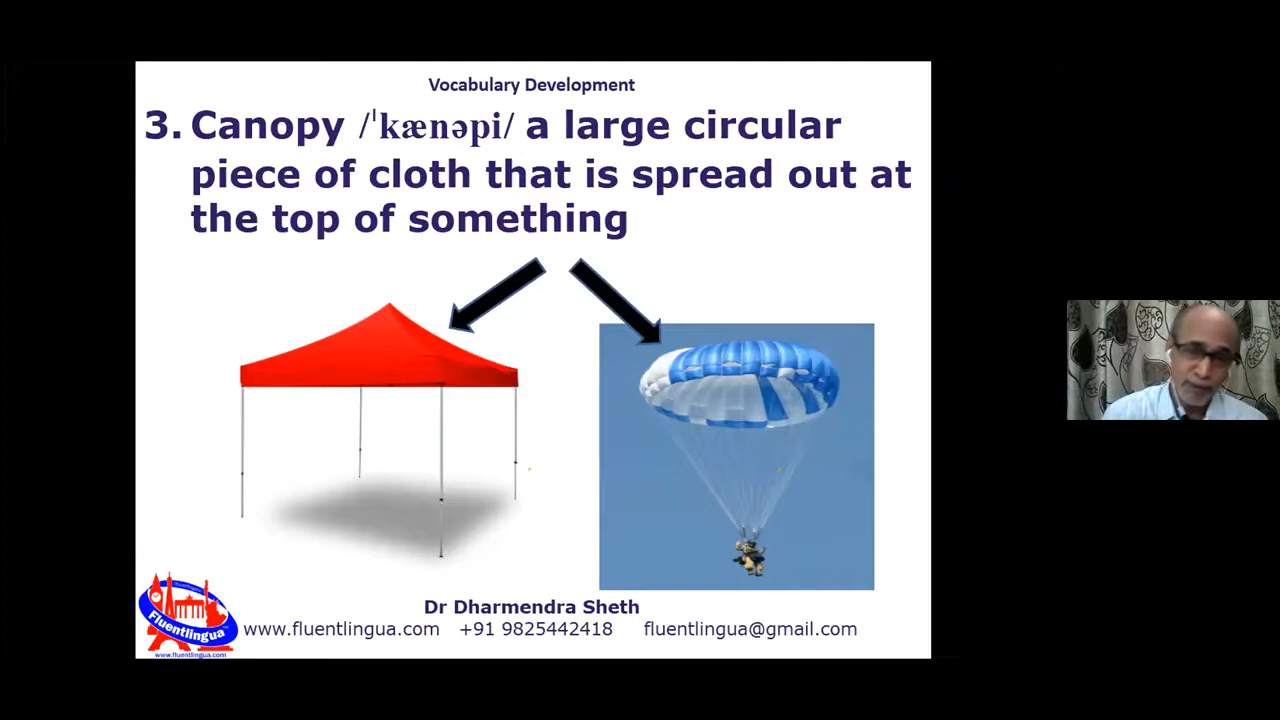 Vocabulary Development
3. Canopy /ˈkænəpi/ a large circular
piece of cloth that is spread out at
the top of something
Fluentlingua
www.fluentlingua.com
Dr Dharmendra Sheth
www.fluentlingua.com +91 9825442418 fluentlingua@gmail.com